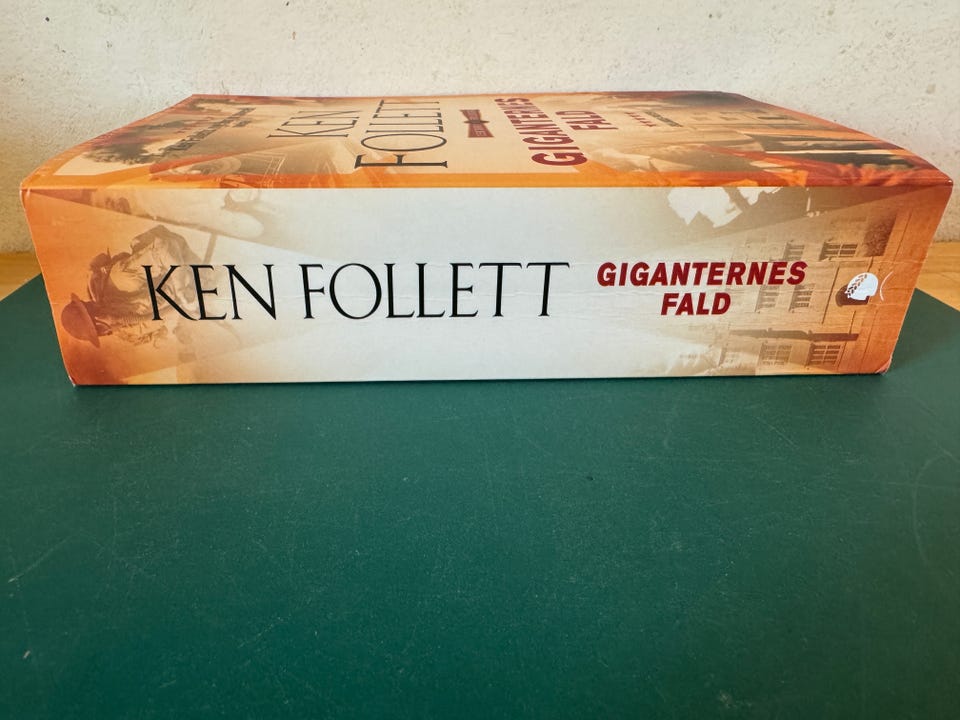 KEN
FOLLETT
GIGANTERNES
FALD
KEN FOLLETT
GIGANTERNES
FALD